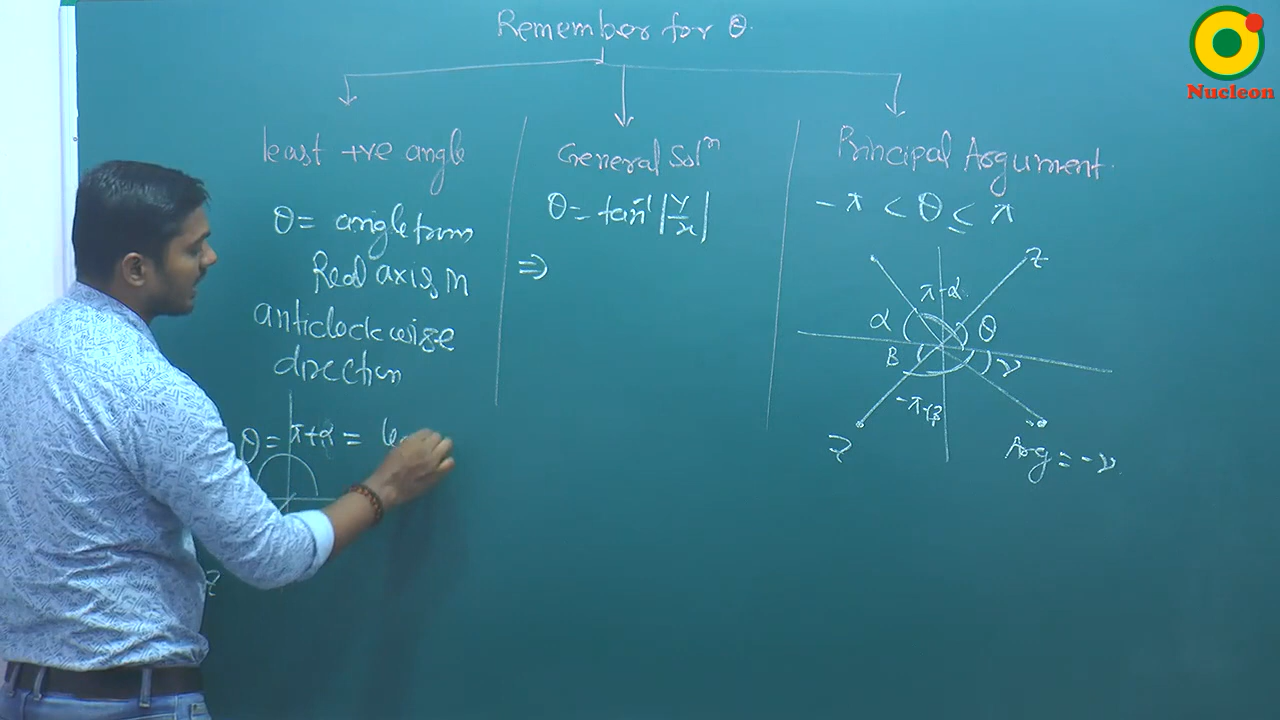 Remember for θ.
Nucleon
least +ve angle
θ = angle from
Real axis in
anticlockwise
direction
θ = π+α =
General Solⁿ
θ = tan⁻¹ |y/x|
⇒
Principal Argument.
-π < θ ≤ π
z
π-α
α
θ
β
ν
-π+β
z
Arg = -ν
z